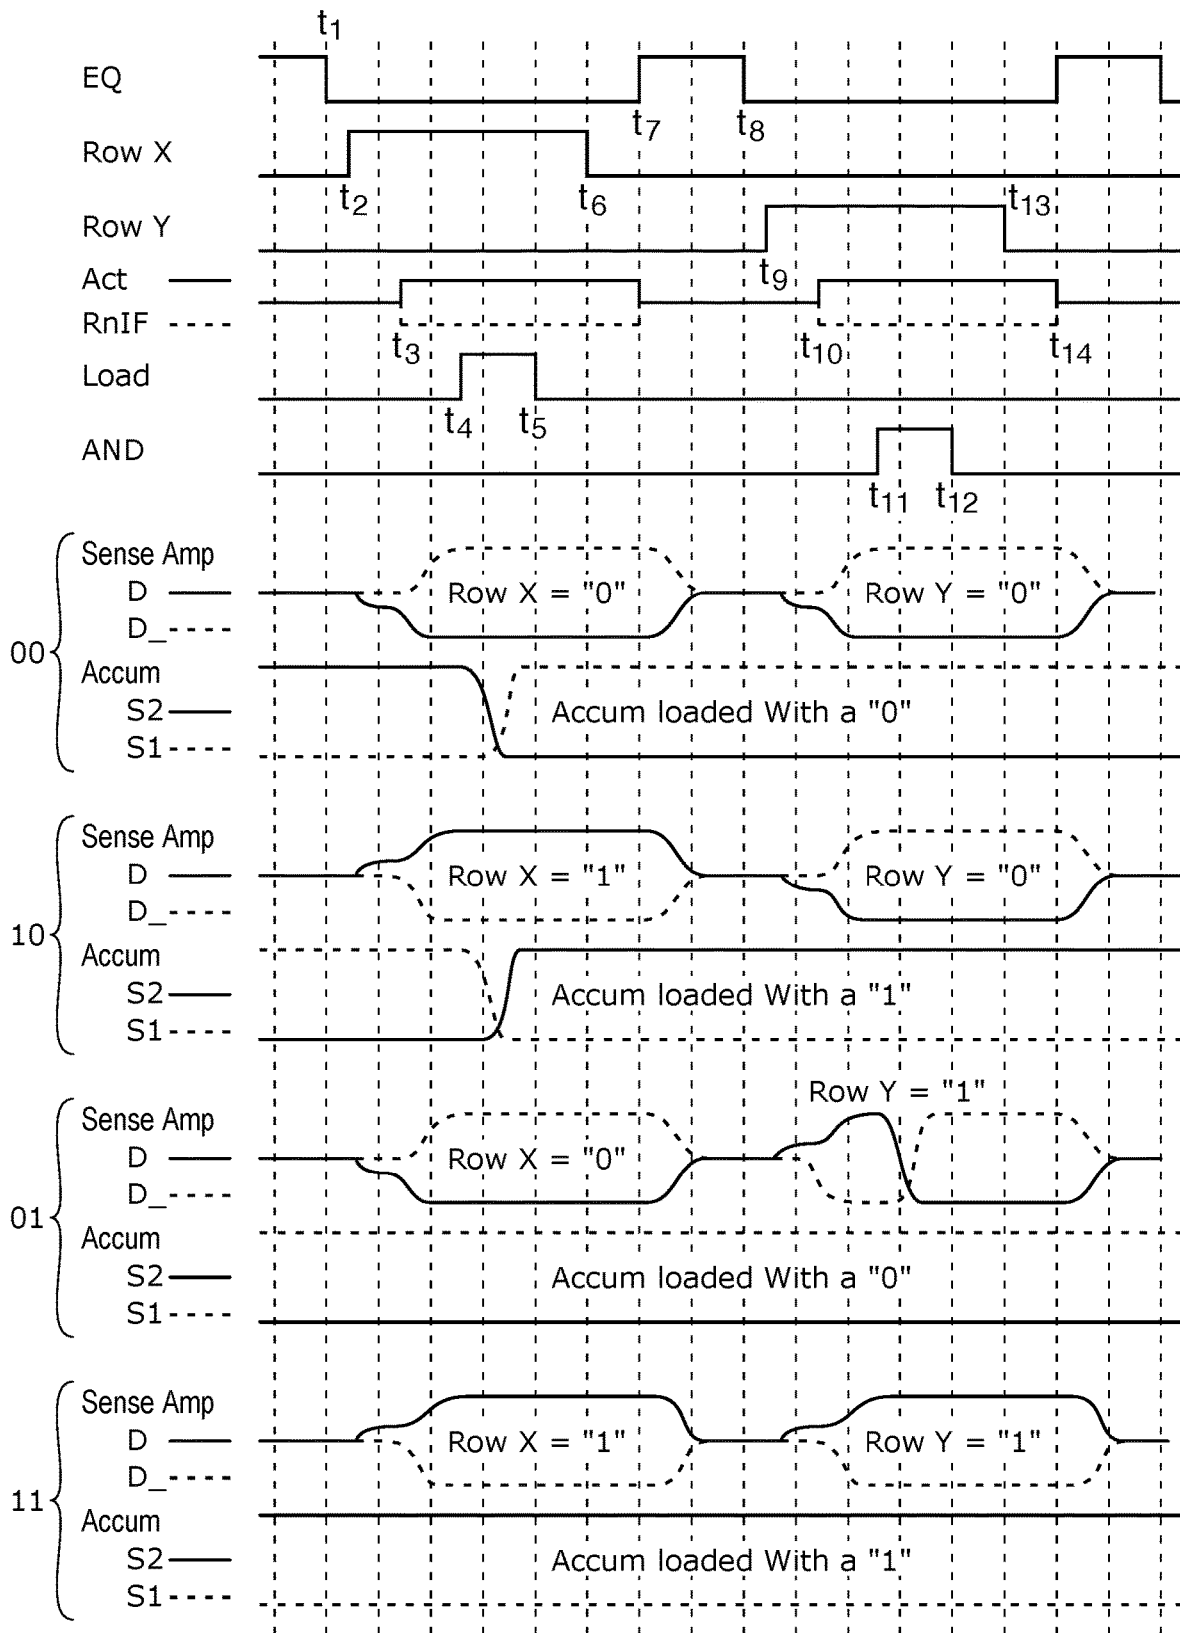 t1
EQ
t7 t8
Row X
t2 t6 t13
Row Y
t9
Act
RnIF
t3 t10 t14
Load
t4 t5
AND
t11 t12
00
Sense Amp
D
D_
Row X = "0" Row Y = "0"
Accum
S2
S1
Accum loaded With a "0"
10
Sense Amp
D
D_
Row X = "1" Row Y = "0"
Accum
S2
S1
Accum loaded With a "1"
01
Row Y = "1"
Sense Amp
D
D_
Row X = "0"
Accum
S2
S1
Accum loaded With a "0"
11
Sense Amp
D
D_
Row X = "1" Row Y = "1"
Accum
S2
S1
Accum loaded With a "1"